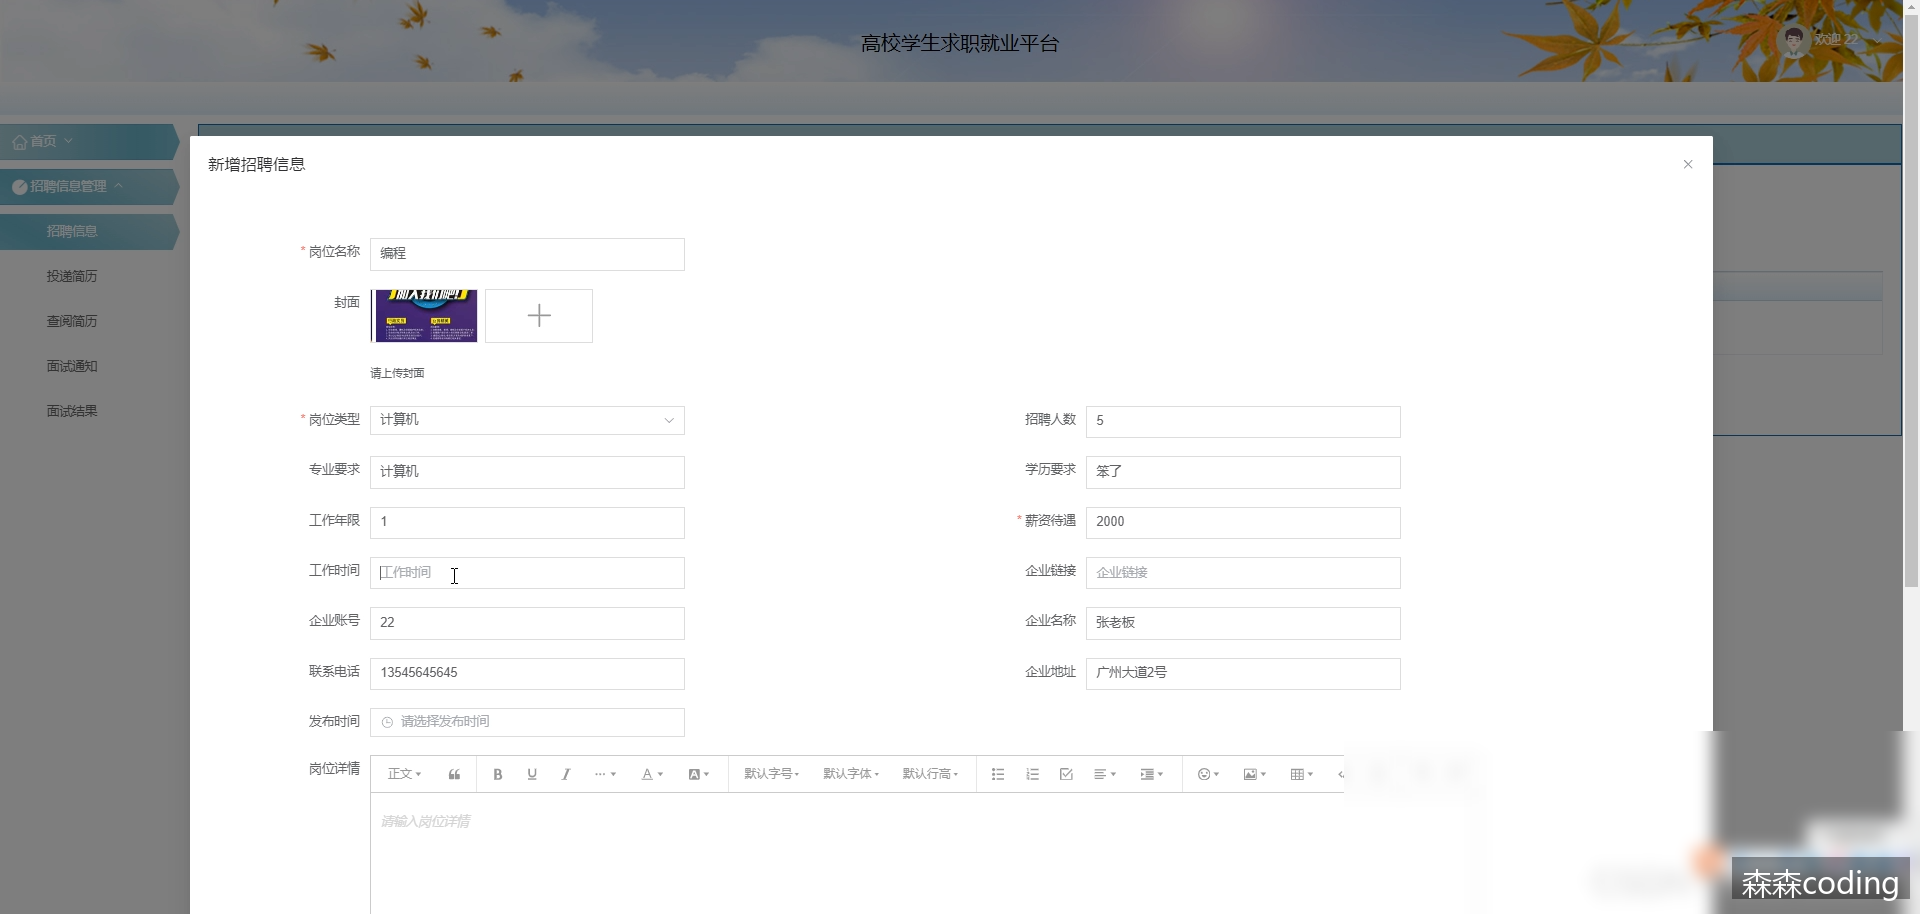 高校学生求职就业平台
欢迎 22
首页
招聘信息管理
招聘信息
投递简历
查阅简历
面试通知
面试结果
新增招聘信息
* 岗位名称 编程
封面
加入我们吧!
请上传封面
* 岗位类型 计算机
招聘人数 5
专业要求 计算机
学历要求 笨了
工作年限 1
* 薪资待遇 2000
工作时间 工作时间
企业链接 企业链接
企业账号 22
企业名称 张老板
联系电话 13545645645
企业地址 广州大道2号
发布时间 请选择发布时间
岗位详情
正文 B U I ... A A 默认字号 默认字体 默认行高
请输入岗位详情
森森coding